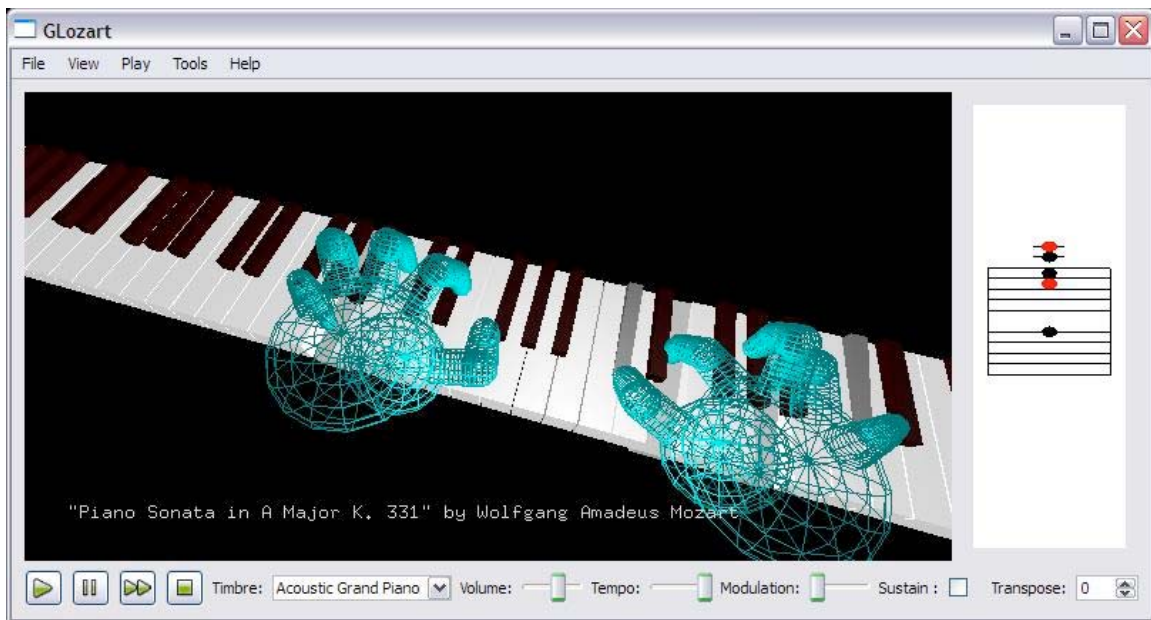 GLozart
File View Play Tools Help
"Piano Sonata in A Major K. 331" by Wolfgang Amadeus Mozart
Timbre: Acoustic Grand Piano Volume: Tempo: Modulation: Sustain : Transpose: 0